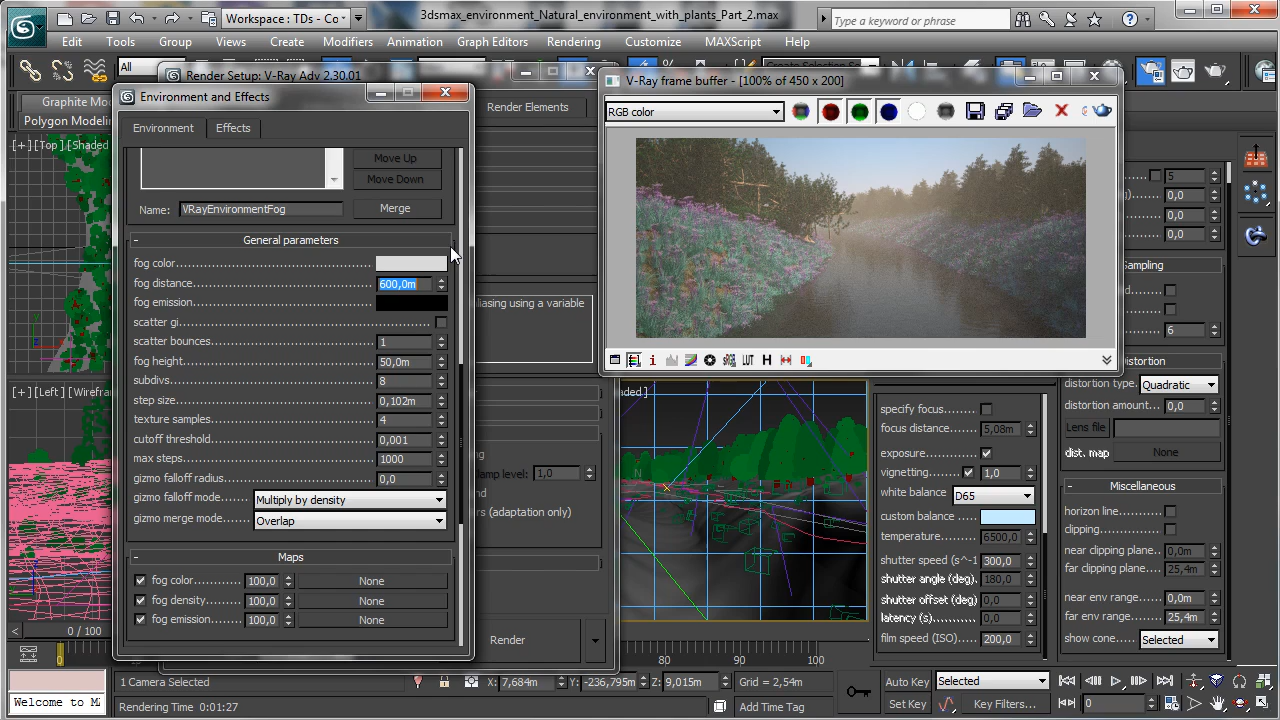 Workspace : TDs - Co
3dsmax_environment_Natural_environment_with_plants_Part_2.max
Type a keyword or phrase
Edit Tools Group Views Create Modifiers Animation Graph Editors Rendering Customize MAXScript Help
All
Render Setup: V-Ray Adv 2.30.01
V-Ray frame buffer - [100% of 450 x 200]
Environment and Effects
Graphite Mo
Render Elements
RGB color
Polygon Modelin
Environment Effects
[+] [Top] [Shaded
Move Up
Move Down
Name: VRayEnvironmentFog
Merge
General parameters
fog color
fog distance 600,0m
fog emission
scatter gi
scatter bounces 1
fog height 50,0m
subdivs 8
step size 0,102m
texture samples 4
cutoff threshold 0,001
max steps 1000
gizmo falloff radius 0,0
gizmo falloff mode Multiply by density
gizmo merge mode Overlap
Maps
fog color 100,0 None
fog density 100,0 None
fog emission 100,0 None
aliasing using a variable
amp level: 1,0
rs (adaptation only)
Render
LUT H
[+] [Left] [Wirefram
0 / 100
0
80 90 100
specify focus
focus distance 5,08m
exposure
vignetting 1,0
white balance D65
custom balance
temperature 6500,0
shutter speed (s^-1 300,0
shutter angle (deg) 180,0
shutter offset (deg) 0,0
latency (s) 0,0
film speed (ISO) 200,0
5
0,0
0,0
0,0
Sampling
6
Distortion
distortion type. Quadratic
distortion amount 0,0
Lens file
dist. map None
Miscellaneous
horizon line
clipping
near clipping plane 0,0m
far clipping plane 25,4m
near env range 0,0m
far env range 25,4m
show cone Selected
1 Camera Selected
X: 7,684m Y: -236,795m Z: 9,015m
Grid = 2,54m
Auto Key Selected
Welcome to M
Rendering Time 0:01:27
Add Time Tag
Set Key Key Filters...
0